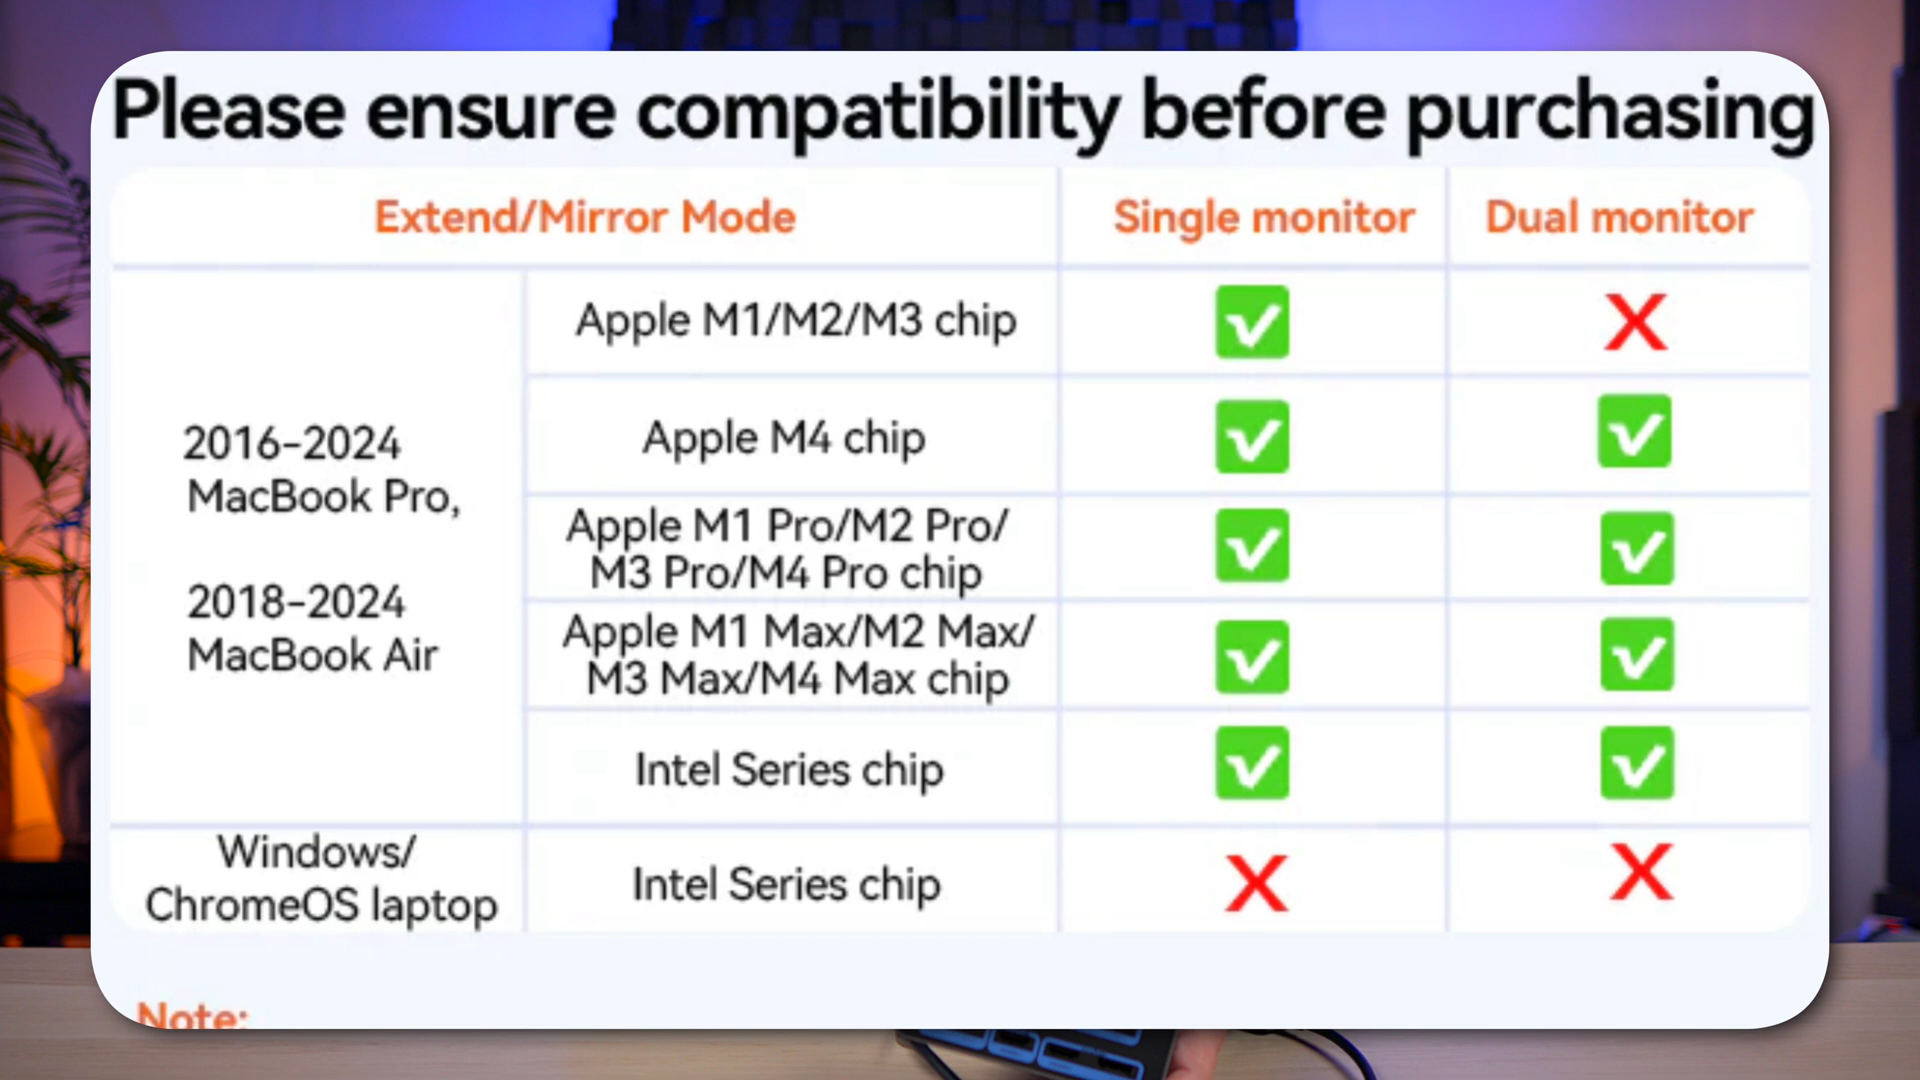 Please ensure compatibility before purchasing
Extend/Mirror Mode
Single monitor
Dual monitor
2016-2024
MacBook Pro,
2018-2024
MacBook Air
Apple M1/M2/M3 chip
Apple M4 chip
Apple M1 Pro/M2 Pro/
M3 Pro/M4 Pro chip
Apple M1 Max/M2 Max/
M3 Max/M4 Max chip
Intel Series chip
Windows/
ChromeOS laptop
Intel Series chip
Note: